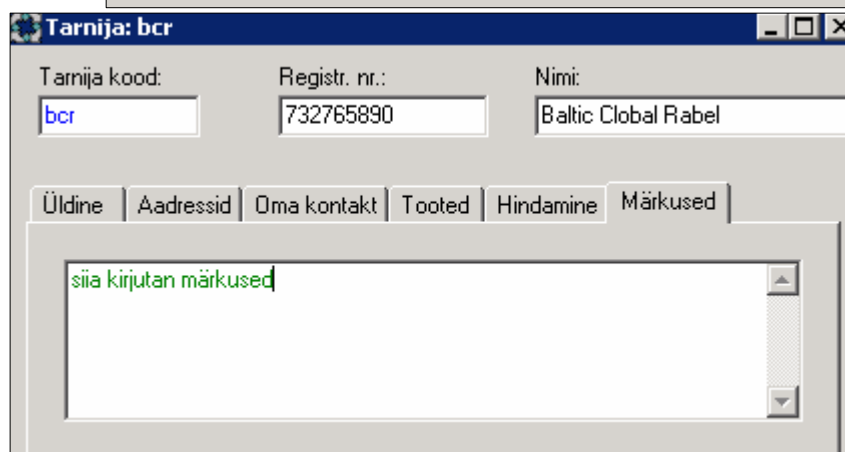 Tarnija: bcr
Tarnija kood: Registr. nr.: Nimi:
bcr 732765890 Baltic Clobal Rabel
Üldine Aadressid Oma kontakt Tooted Hindamine Märkused
siia kirjutan märkused